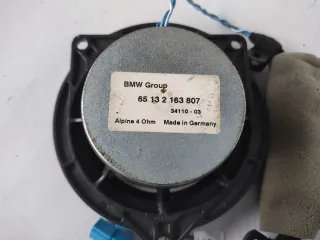 BMW Group
65 13 2 163 807
34110 - 03
Alpine 4 Ohm Made in Germany